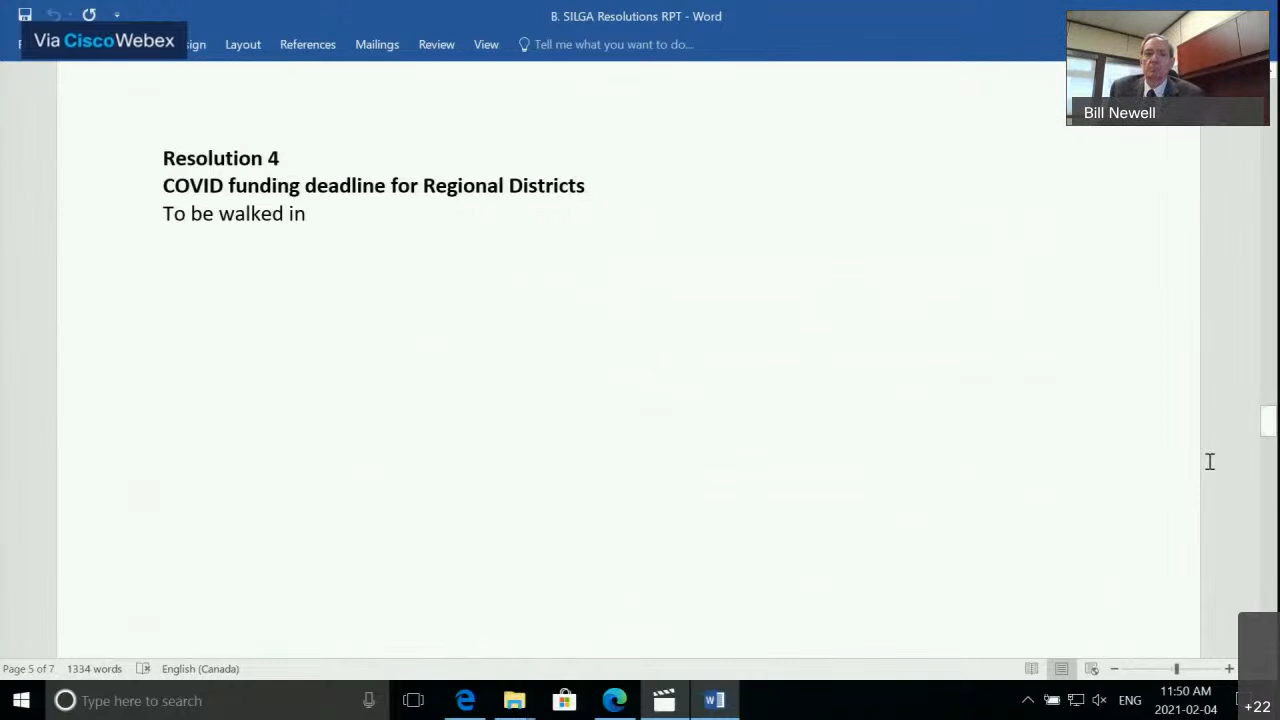 B. SILGA Resolutions RPT - Word
Via CiscoWebex
sign Layout References Mailings Review View Tell me what you want to do...
Bill Newell
Resolution 4
COVID funding deadline for Regional Districts
To be walked in
Page 5 of 7 1334 words English (Canada)
Type here to search
ENG
11:50 AM
2021-02-04
+22